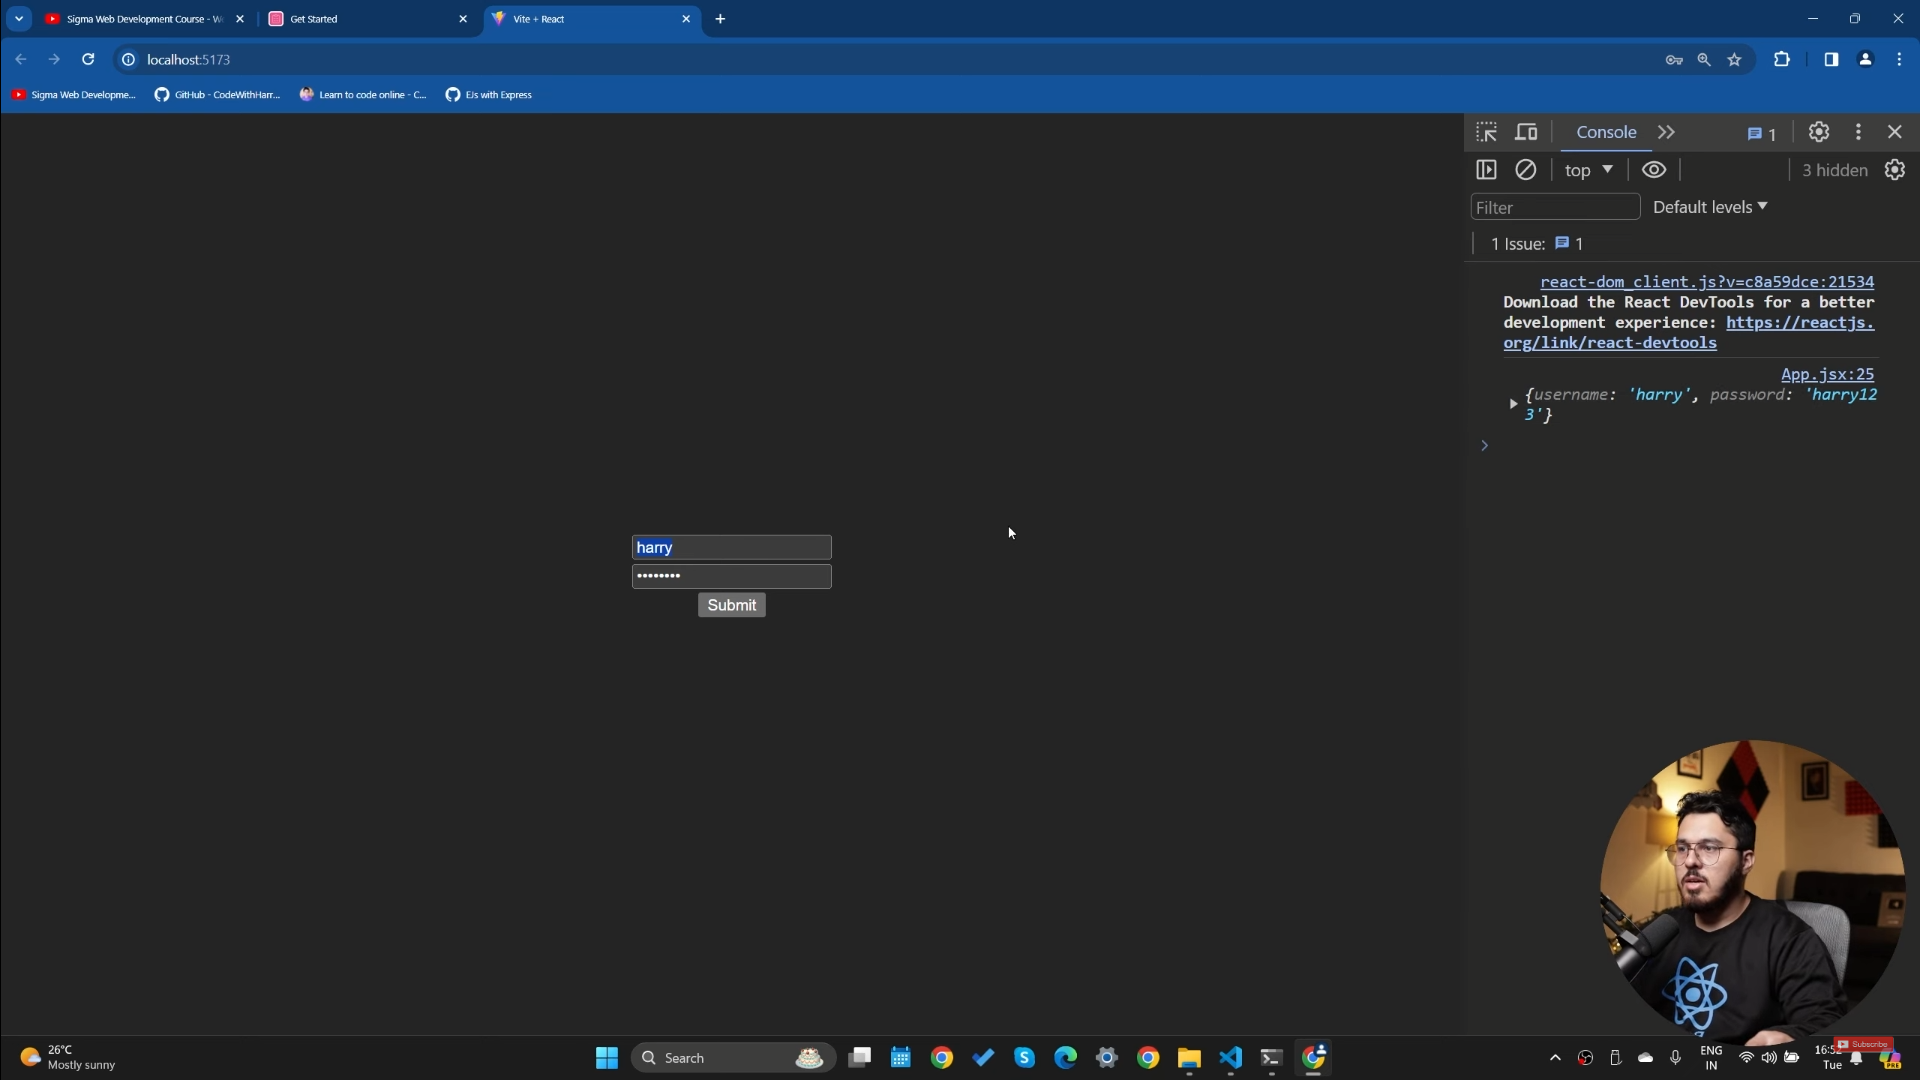 Sigma Web Development Course - W
Get Started
Vite + React
localhost:5173
Sigma Web Developme...
GitHub - CodeWithHarr...
Learn to code online - C...
EJs with Express
Console
1
top
3 hidden
Filter
Default levels
1 Issue: 1
react-dom_client.js?v=c8a59dce:21534
Download the React DevTools for a better
development experience: https://reactjs.
org/link/react-devtools
App.jsx:25
{username: 'harry', password: 'harry12
3'}
harry
••••••••
Submit
26°C
Mostly sunny
Search
ENG
IN
16:52
Tue
Subscribe
PRE